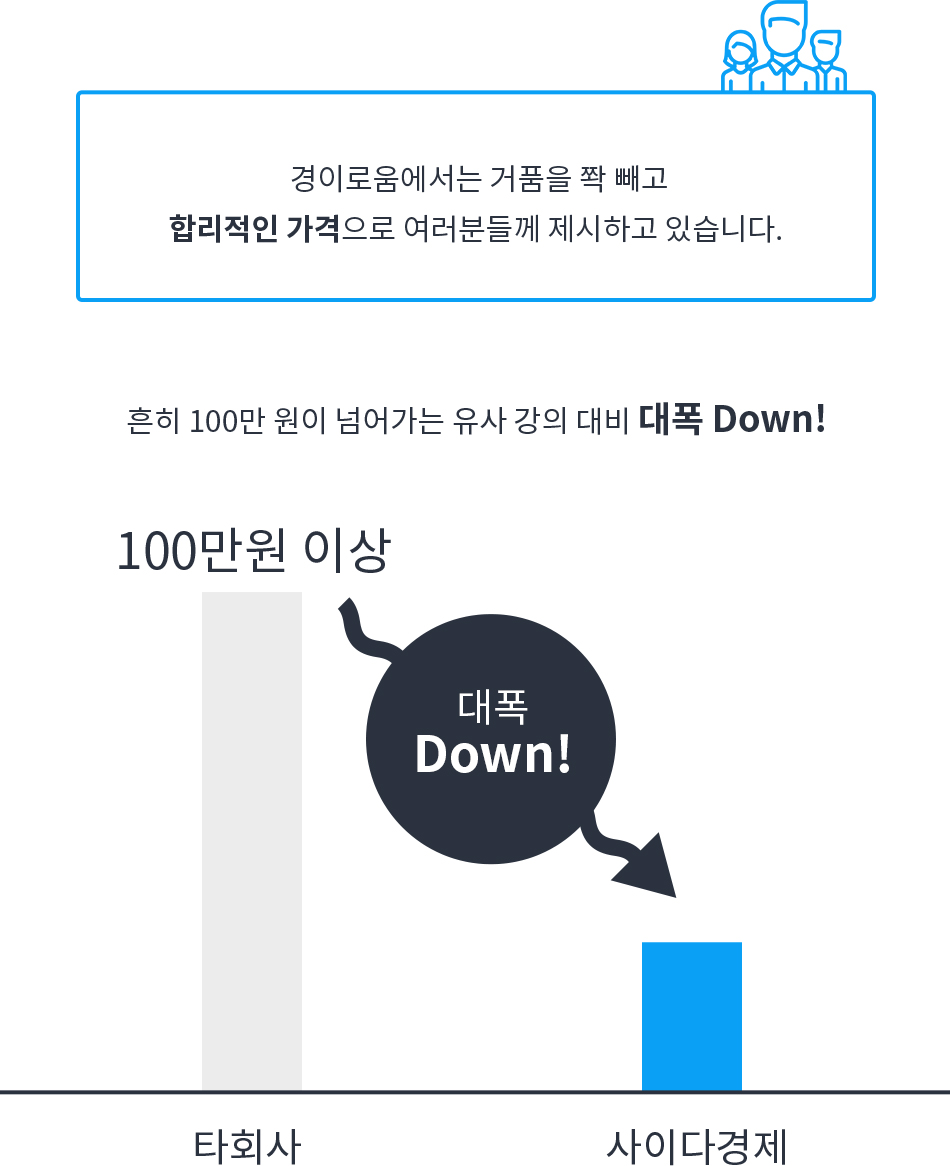 경이로움에서는 거품을 쫙 빼고
합리적인 가격으로 여러분들께 제시하고 있습니다.
흔히 100만 원이 넘어가는 유사 강의 대비 대폭 Down!
100만원 이상
대폭
Down!
타회사
사이다경제